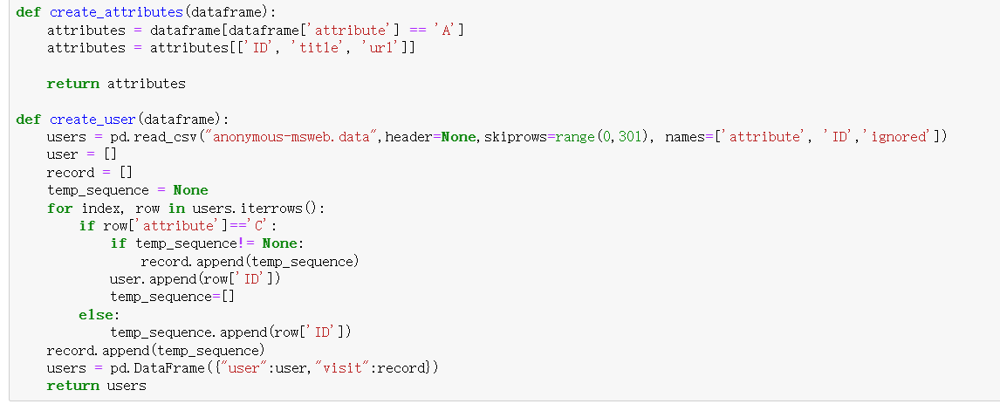 def create_attributes(dataframe):
    attributes = dataframe[dataframe['attribute'] == 'A']
    attributes = attributes[['ID', 'title', 'url']]

    return attributes

def create_user(dataframe):
    users = pd.read_csv("anonymous-msweb.data",header=None,skiprows=range(0,301), names=['attribute', 'ID','ignored'])
    user = []
    record = []
    temp_sequence = None
    for index, row in users.iterrows():
        if row['attribute']=='C':
            if temp_sequence!= None:
                record.append(temp_sequence)
            user.append(row['ID'])
            temp_sequence=[]
        else:
            temp_sequence.append(row['ID'])
    record.append(temp_sequence)
    users = pd.DataFrame({"user":user,"visit":record})
    return users